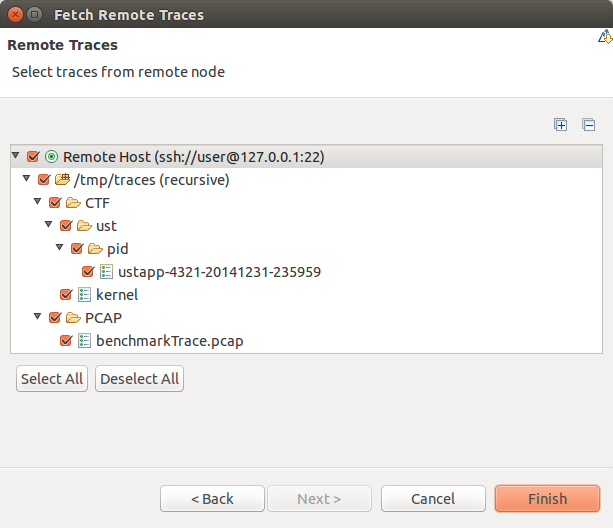 Fetch Remote Traces
Remote Traces
Select traces from remote node
Remote Host (ssh://user@127.0.0.1:22)
/tmp/traces (recursive)
CTF
ust
pid
ustapp-4321-20141231-235959
kernel
PCAP
benchmarkTrace.pcap
Select All Deselect All
< Back Next > Cancel Finish